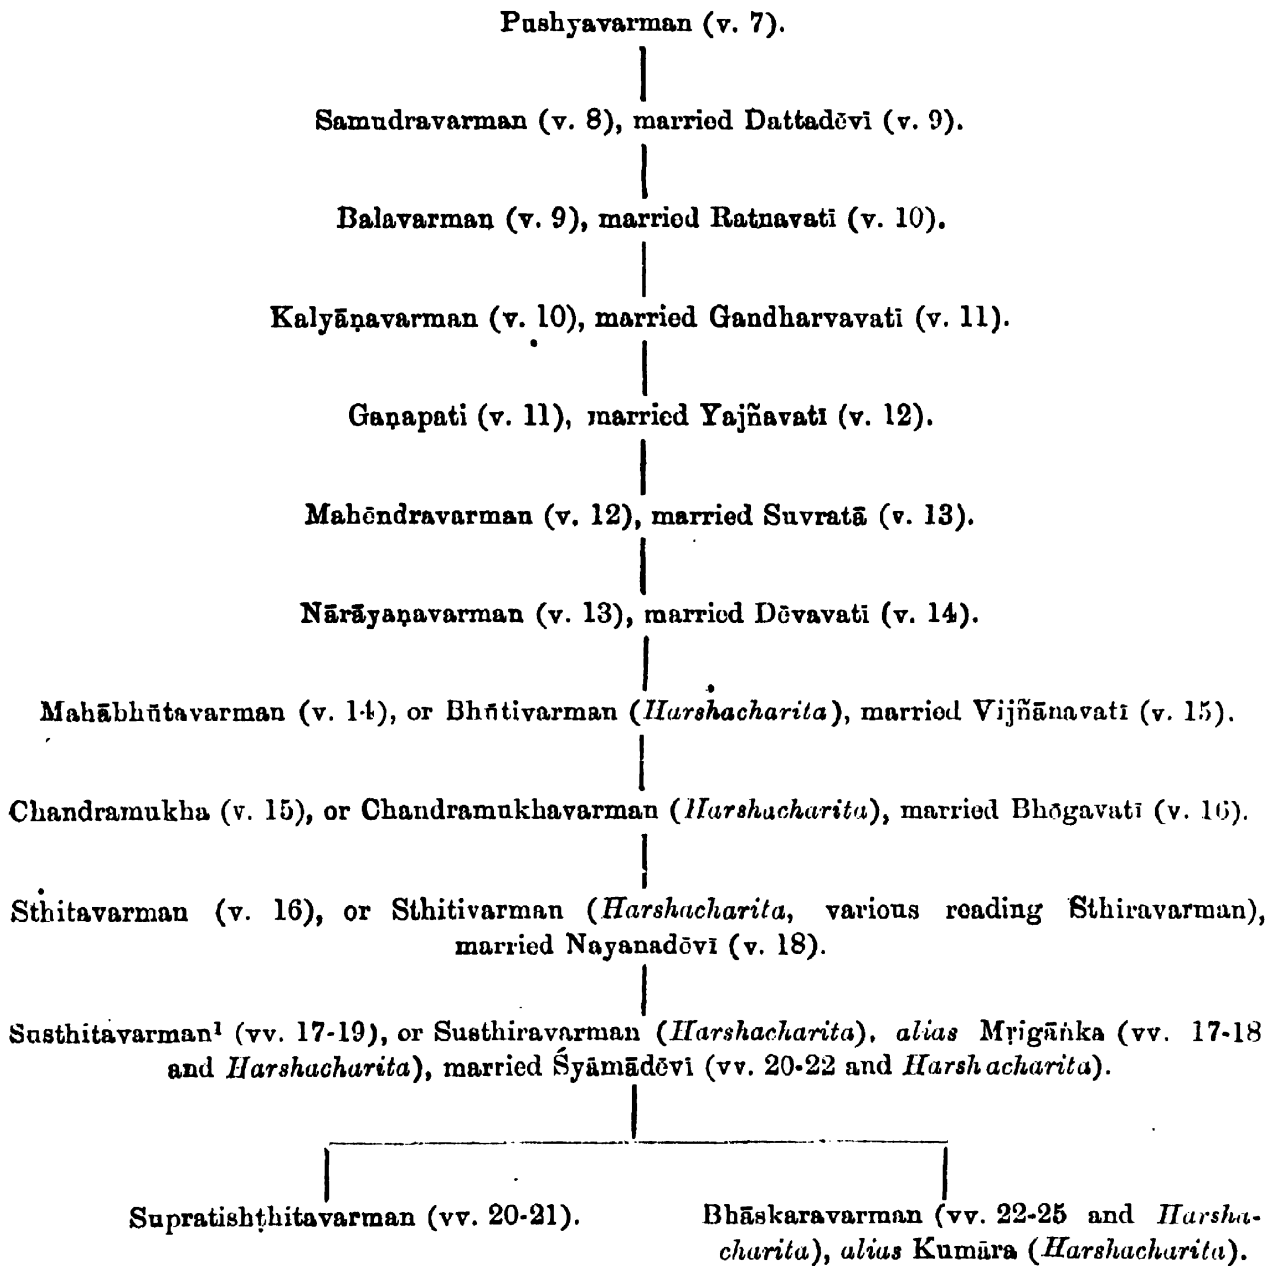 Pushyavarman (v. 7).
Samudravarman (v. 8), married Dattadēvī (v. 9).
Balavarman (v. 9), married Ratnavatī (v. 10).
Kalyāṇavarman (v. 10), married Gandharvavatī (v. 11).
Gaṇapati (v. 11), married Yajñavatī (v. 12).
Mahēndravarman (v. 12), married Suvratā (v. 13).
Nārāyaṇavarman (v. 13), married Dēvavatī (v. 14).
Mahābhūtavarman (v. 14), or Bhūtivarman (Harshacharita), married Vijñānavatī (v. 15).
Chandramukha (v. 15), or Chandramukhavarman (Harshacharita), married Bhōgavatī (v. 16).
Sthitavarman (v. 16), or Sthitivarman (Harshacharita, various reading Sthiravarman),
married Nayanadēvī (v. 18).
Susthitavarman¹ (vv. 17-19), or Susthiravarman (Harshacharita), alias Mṛigāṅka (vv. 17-18
and Harshacharita), married Śyāmādēvī (vv. 20-22 and Harshacharita).
Supratishṭhitavarman (vv. 20-21).
Bhāskaravarman (vv. 22-25 and Harsha-
charita), alias Kumāra (Harshacharita).